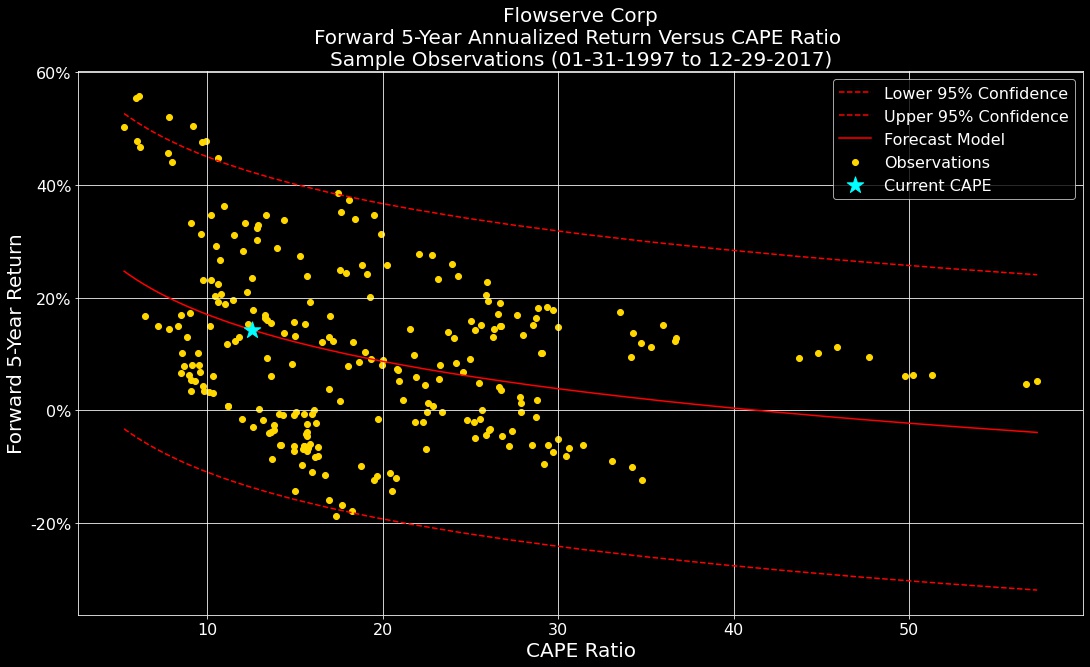 Flowserve Corp
Forward 5-Year Annualized Return Versus CAPE Ratio
Sample Observations (01-31-1997 to 12-29-2017)
60%
40%
20%
0%
-20%
Forward 5-Year Return
Lower 95% Confidence
Upper 95% Confidence
Forecast Model
Observations
Current CAPE
10 20 30 40 50
CAPE Ratio